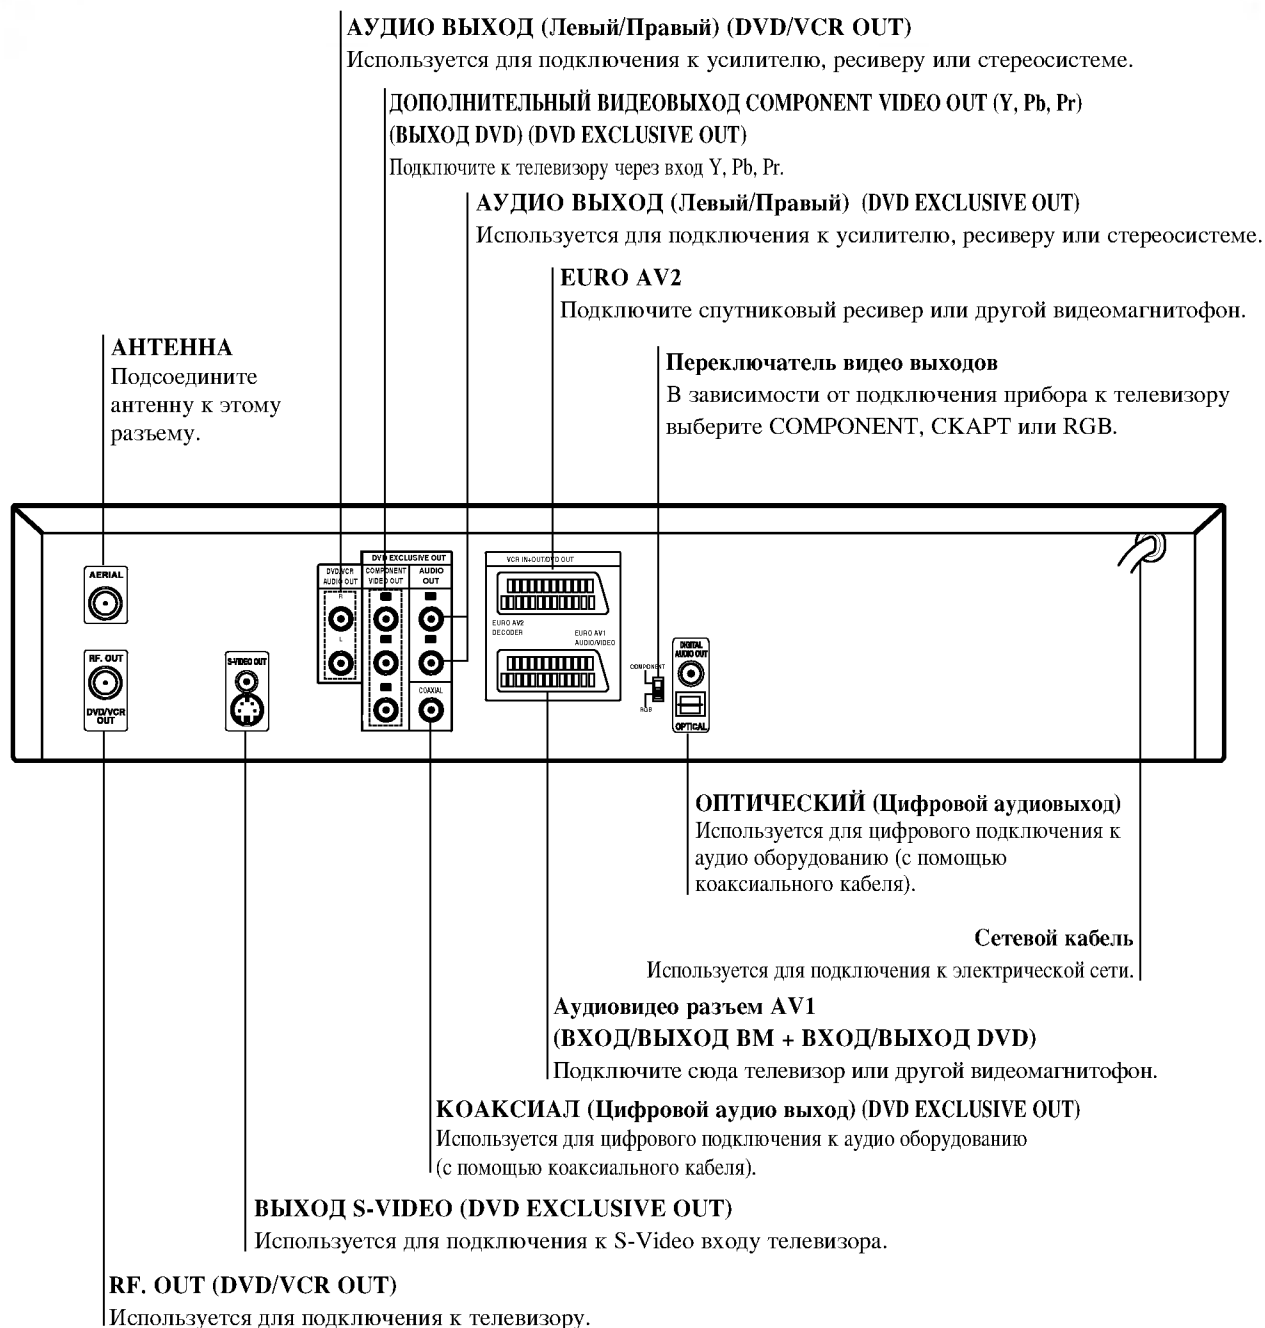 АУДИО ВЫХОД (Левый/Правый) (DVD/VCR OUT)
Используется для подключения к усилителю, ресиверу или стереосистеме.
ДОПОЛНИТЕЛЬНЫЙ ВИДЕОВЫХОД COMPONENT VIDEO OUT (Y, Pb, Pr)
(ВЫХОД DVD) (DVD EXCLUSIVE OUT)
Подключите к телевизору через вход Y, Pb, Pr.
АУДИО ВЫХОД (Левый/Правый) (DVD EXCLUSIVE OUT)
Используется для подключения к усилителю, ресиверу или стереосистеме.
EURO AV2
Подключите спутниковый ресивер или другой видеомагнитофон.
АНТЕННА
Подсоедините
антенну к этому
разъему.
Переключатель видео выходов
В зависимости от подключения прибора к телевизору
выберите COMPONENT, СКАРТ или RGB.
AERIAL
RF. OUT
DVD/VCR
OUT
S-VIDEO OUT
DVD EXCLUSIVE OUT
DVD/VCR
AUDIO OUT
COMPONENT
VIDEO OUT
AUDIO
OUT
R
L
COAXIAL
VCR IN+OUT/DVD OUT
EURO AV2
DECODER
EURO AV1
AUDIO/VIDEO
COMPONENT
RGB
DIGITAL
AUDIO OUT
OPTICAL
ОПТИЧЕСКИЙ (Цифровой аудиовыход)
Используется для цифрового подключения к
аудио оборудованию (с помощью
коаксиального кабеля).
Сетевой кабель
Используется для подключения к электрической сети.
Аудиовидео разъем AV1
(ВХОД/ВЫХОД ВМ + ВХОД/ВЫХОД DVD)
Подключите сюда телевизор или другой видеомагнитофон.
КОАКСИАЛ (Цифровой аудио выход) (DVD EXCLUSIVE OUT)
Используется для цифрового подключения к аудио оборудованию
(с помощью коаксиального кабеля).
ВЫХОД S-VIDEO (DVD EXCLUSIVE OUT)
Используется для подключения к S-Video входу телевизора.
RF. OUT (DVD/VCR OUT)
Используется для подключения к телевизору.